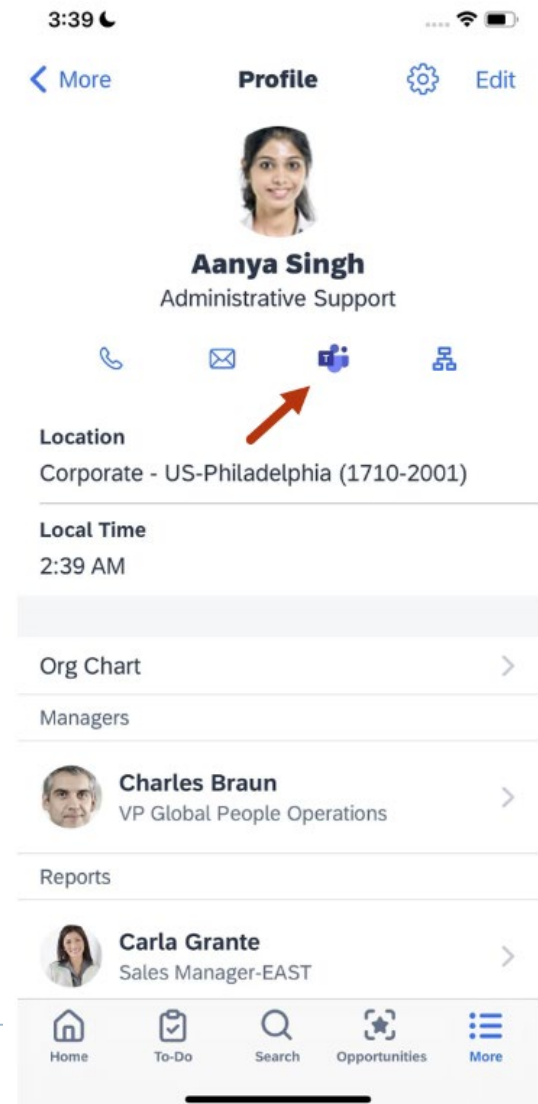 3:39
More
Profile
Edit
Aanya Singh
Administrative Support
T
Location
Corporate - US-Philadelphia (1710-2001)
Local Time
2:39 AM
Org Chart
Managers
Charles Braun
VP Global People Operations
Reports
Carla Grante
Sales Manager-EAST
Home
To-Do
Search
Opportunities
More